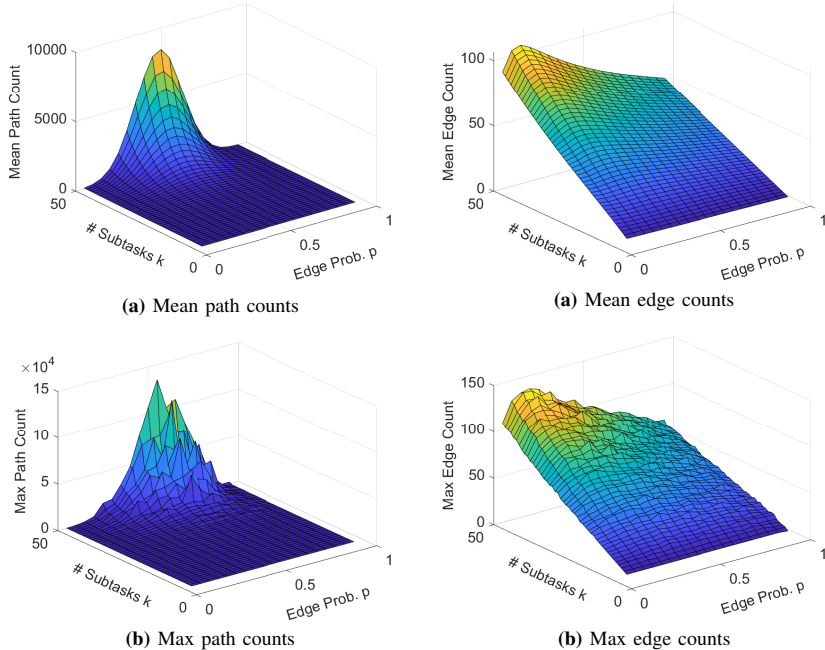 10000
5000
0
Mean Path Count
50
# Subtasks k
0
0
0.5
1
Edge Prob. p
(a) Mean path counts
100
50
0
Mean Edge Count
50
# Subtasks k
0
0
0.5
1
Edge Prob. p
(a) Mean edge counts
× 10^4
15
10
5
0
Max Path Count
50
# Subtasks k
0
0
0.5
1
Edge Prob. p
(b) Max path counts
150
100
50
0
Max Edge Count
50
# Subtasks k
0
0
0.5
1
Edge Prob. p
(b) Max edge counts